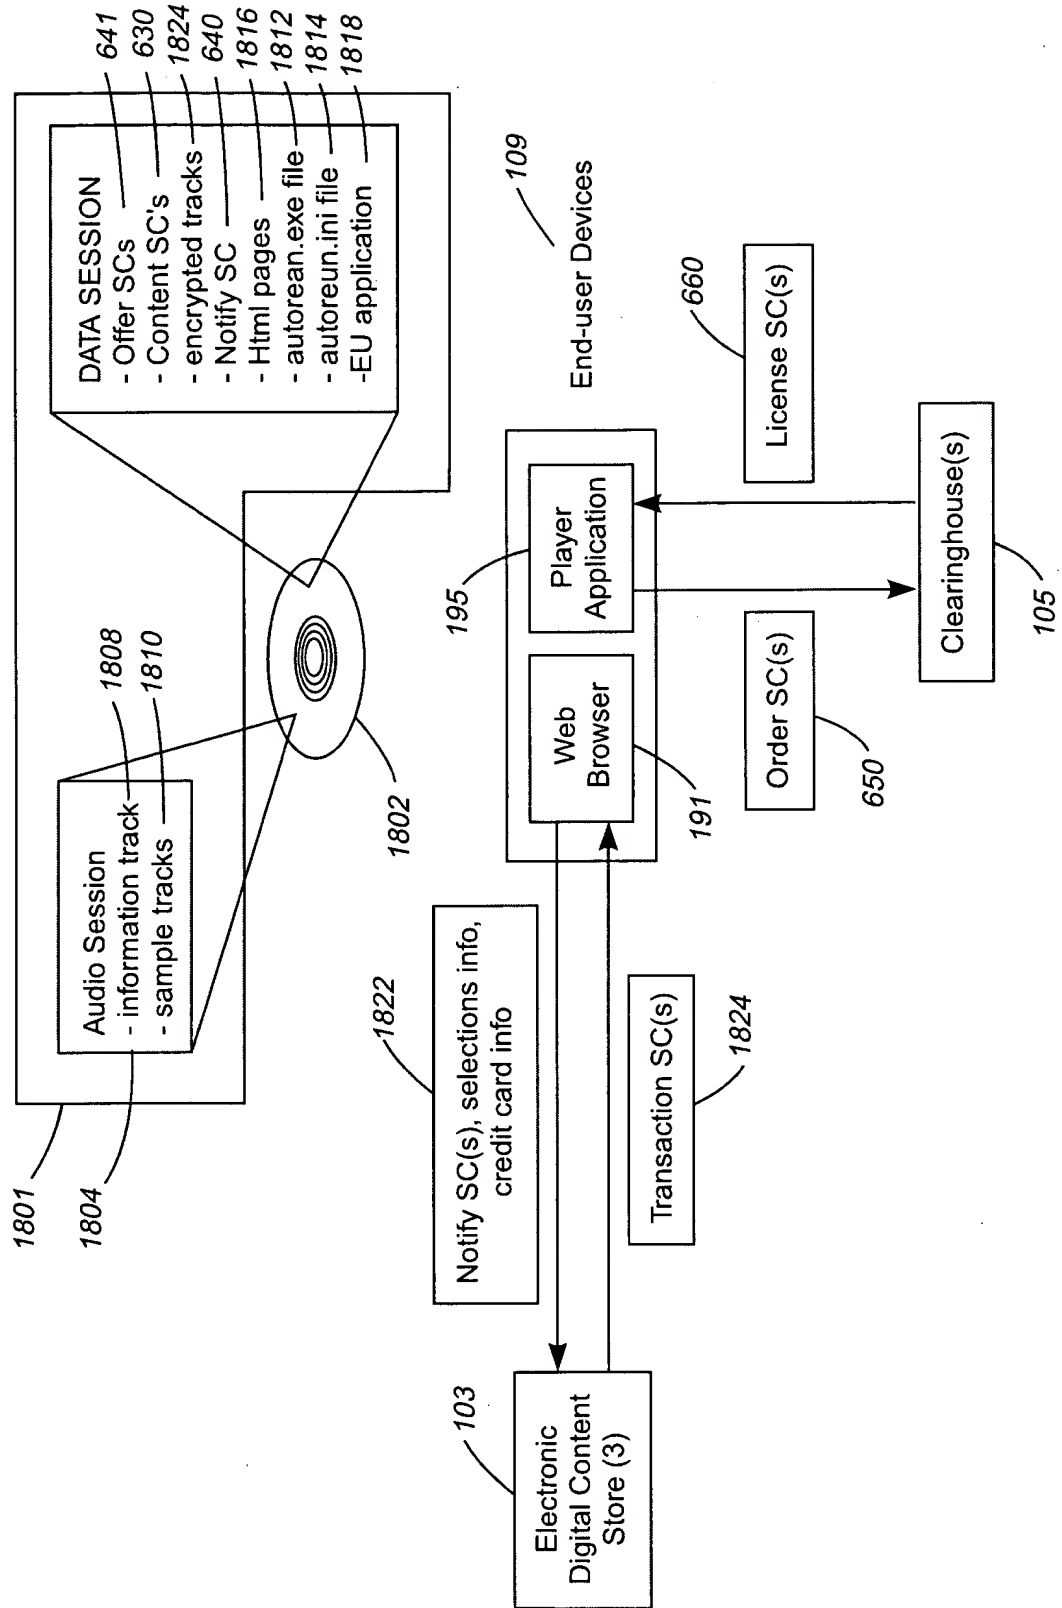 1801
1804
Audio Session
- information track
- sample tracks
1808
1810
1802
DATA SESSION
- Offer SCs
- Content SC's
- encrypted tracks
- Notify SC
- Html pages
- autorean.exe file
- autoreun.ini file
-EU application
641
630
1824
640
1816
1812
1814
1818
103
Electronic
Digital Content
Store (3)
1822
Notify SC(s), selections info,
credit card info
Transaction SC(s)
1824
Web
Browser
191
195
Player
Application
109
End-user Devices
Order SC(s)
650
660
License SC(s)
Clearinghouse(s)
105